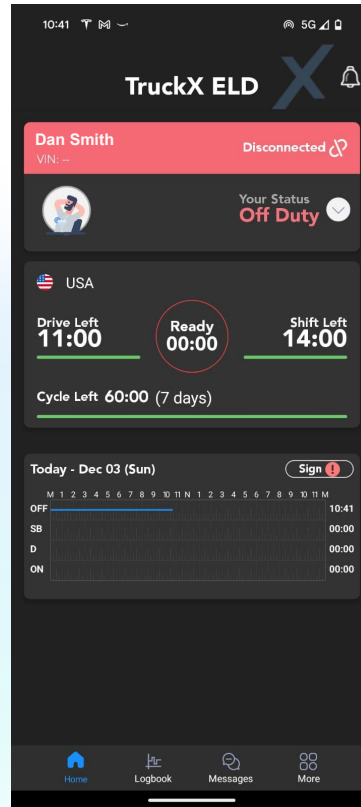 10:41 5G
TruckX ELD X
Dan Smith
Disconnected
VIN: --
Your Status
Off Duty
USA
Drive Left
11:00
Ready
00:00
Shift Left
14:00
Cycle Left 60:00 (7 days)
Today - Dec 03 (Sun) Sign !
M 1 2 3 4 5 6 7 8 9 10 11 N 1 2 3 4 5 6 7 8 9 10 11 M
OFF 10:41
SB 00:00
D 00:00
ON 00:00
Home Logbook Messages More